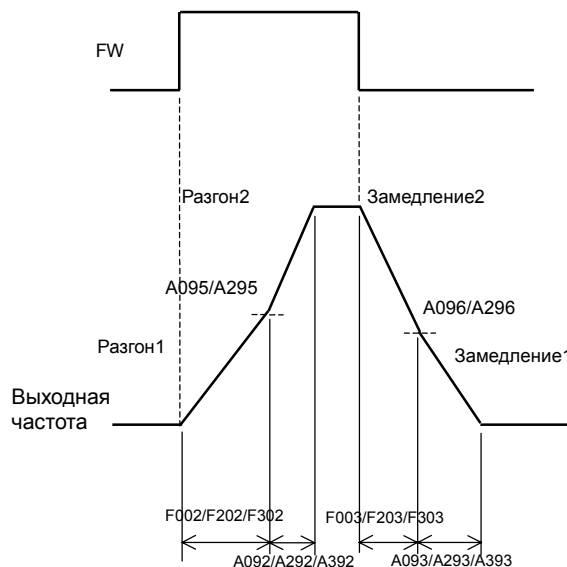 FW
Разгон2
Замедление2
A095/A295
A096/A296
Разгон1
Замедление1
Выходная
частота
F002/F202/F302
F003/F203/F303
A092/A292/A392
A093/A293/A393